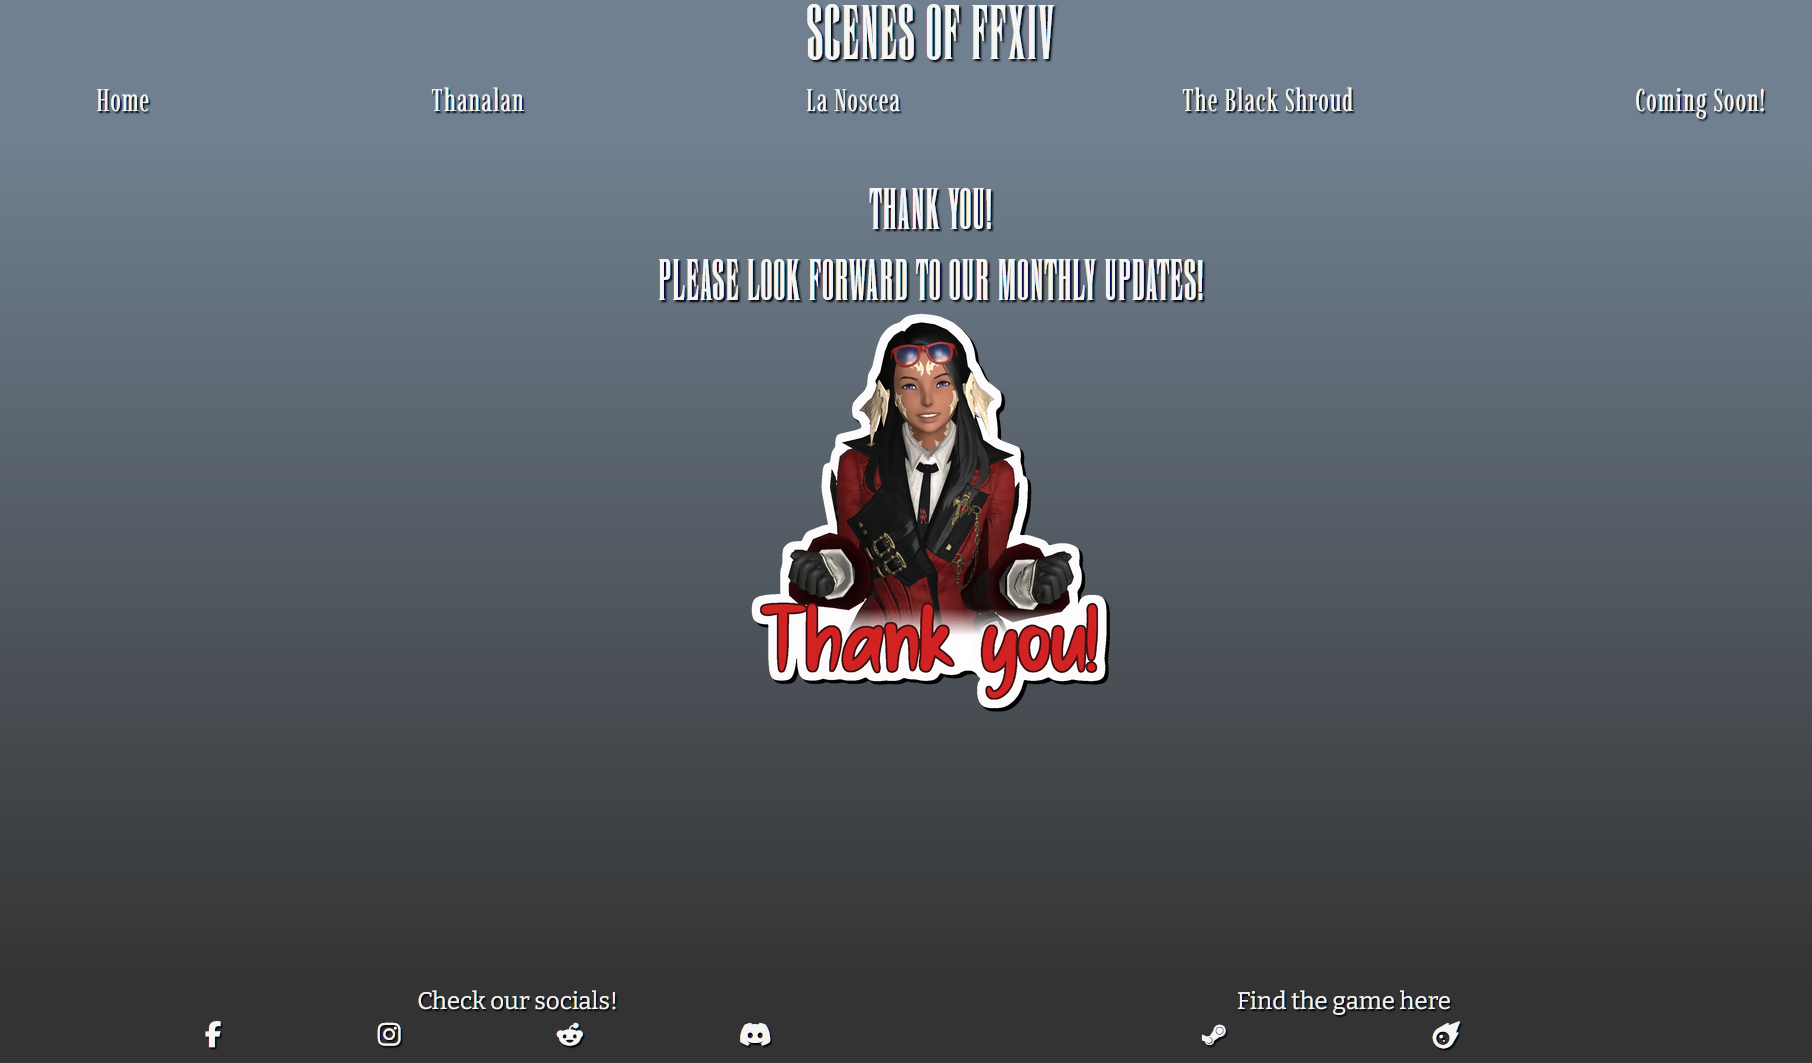 SCENES OF FFXIV
Home Thanalan La Noscea The Black Shroud Coming Soon!
THANK YOU!
PLEASE LOOK FORWARD TO OUR MONTHLY UPDATES!
Thank you!
Check our socials! Find the game here